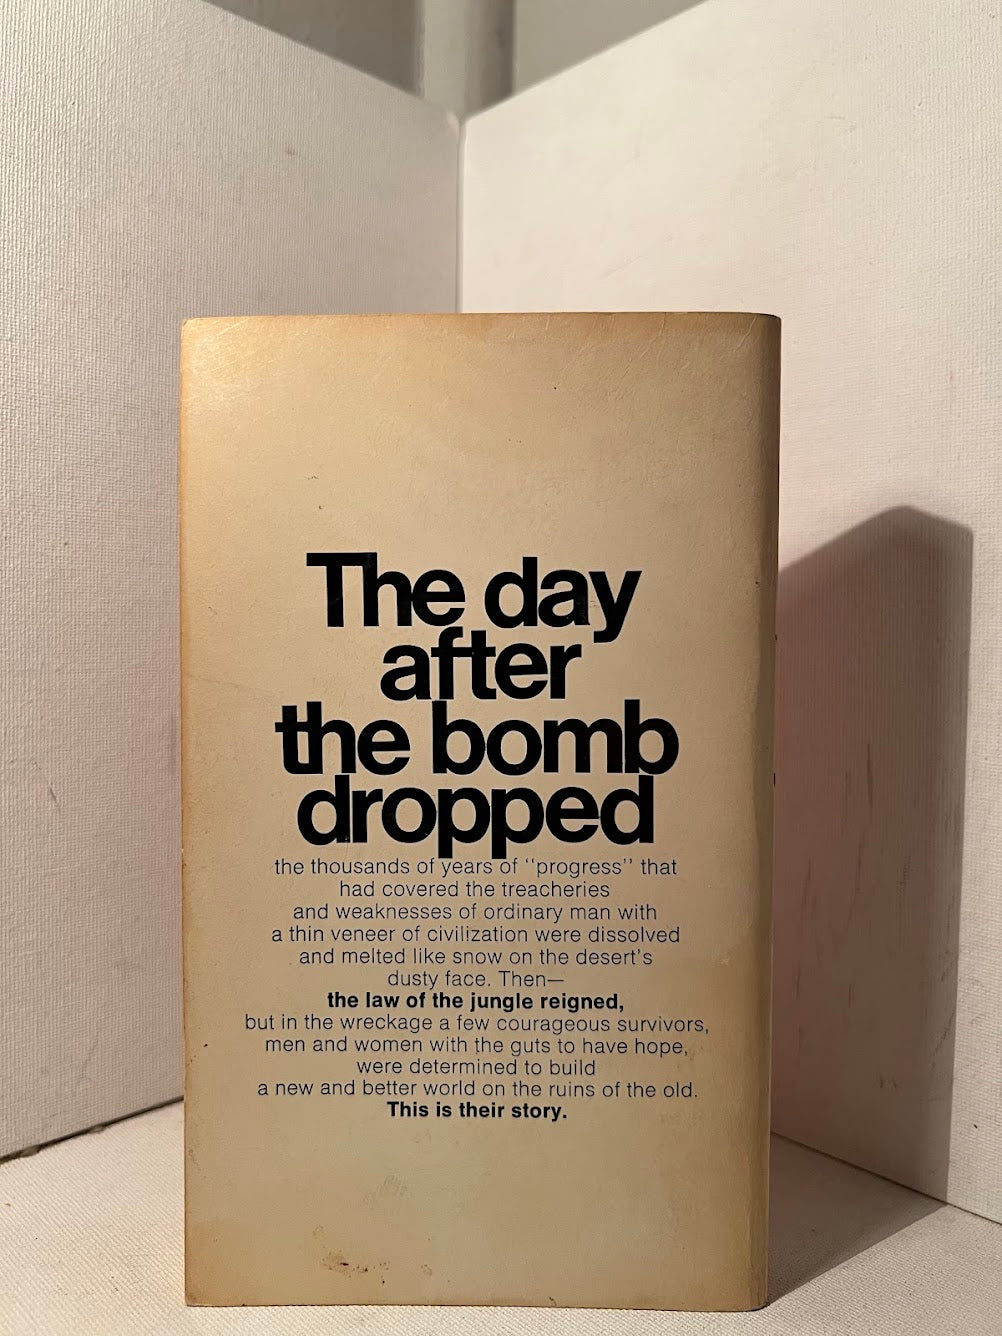 The day
after
the bomb
dropped
the thousands of years of "progress" that
had covered the treacheries
and weaknesses of ordinary man with
a thin veneer of civilization were dissolved
and melted like snow on the desert's
dusty face. Then—
the law of the jungle reigned,
but in the wreckage a few courageous survivors,
men and women with the guts to have hope,
were determined to build
a new and better world on the ruins of the old.
This is their story.